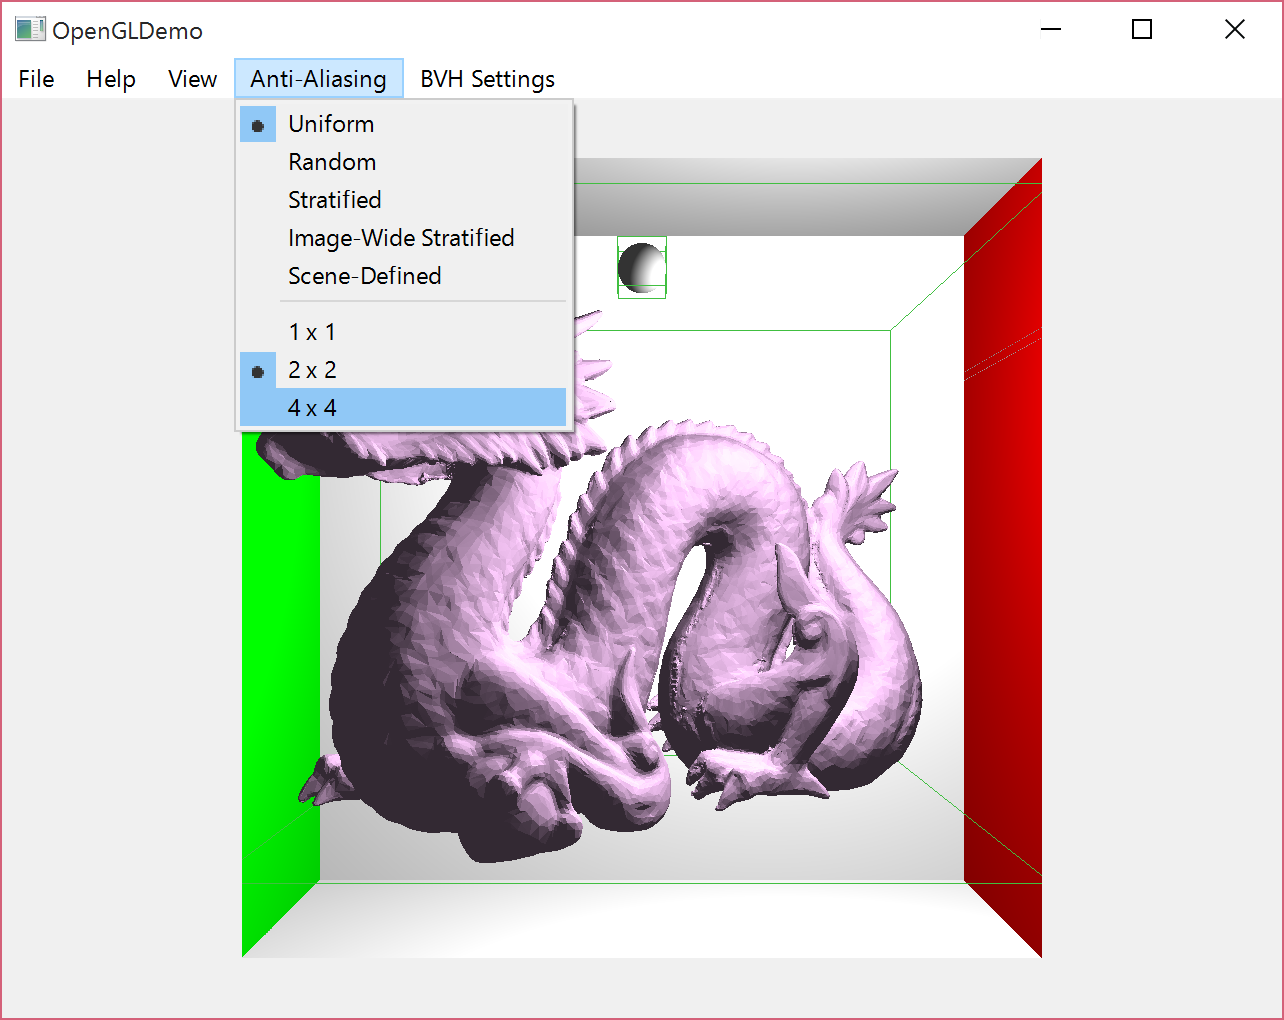 OpenGLDemo
File Help View Anti-Aliasing BVH Settings
Uniform
Random
Stratified
Image-Wide Stratified
Scene-Defined
1 x 1
2 x 2
4 x 4